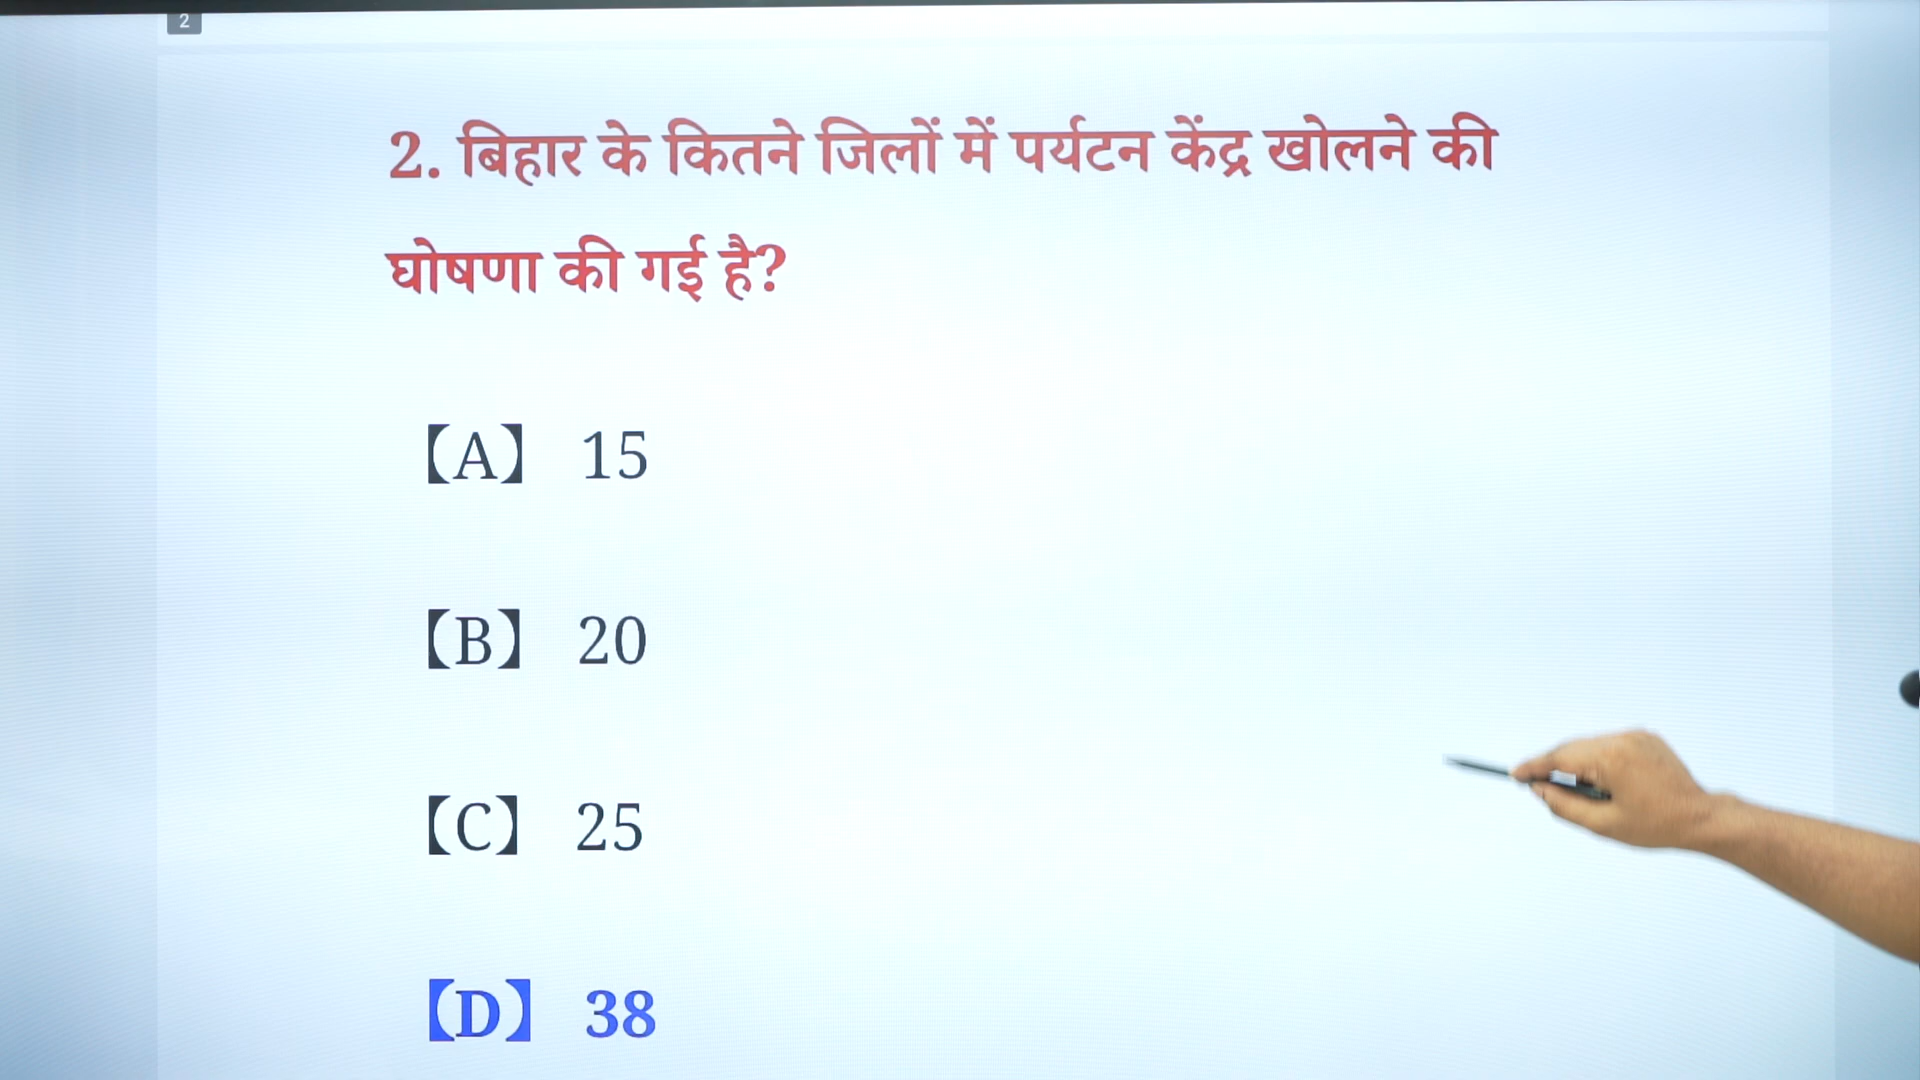 2
2. बिहार के कितने जिलों में पर्यटन केंद्र खोलने की
घोषणा की गई है?
【A】 15
【B】 20
【C】 25
【D】 38